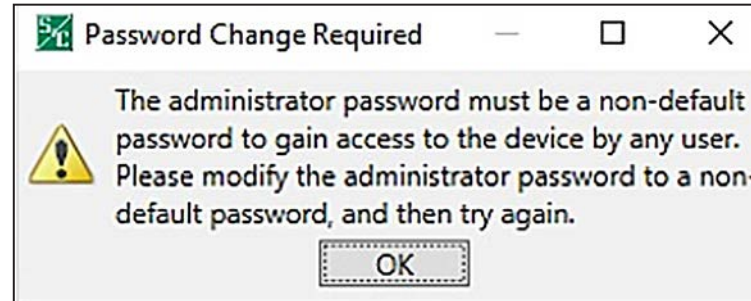 S/C Password Change Required
The administrator password must be a non-default
password to gain access to the device by any user.
Please modify the administrator password to a non-
default password, and then try again.
OK